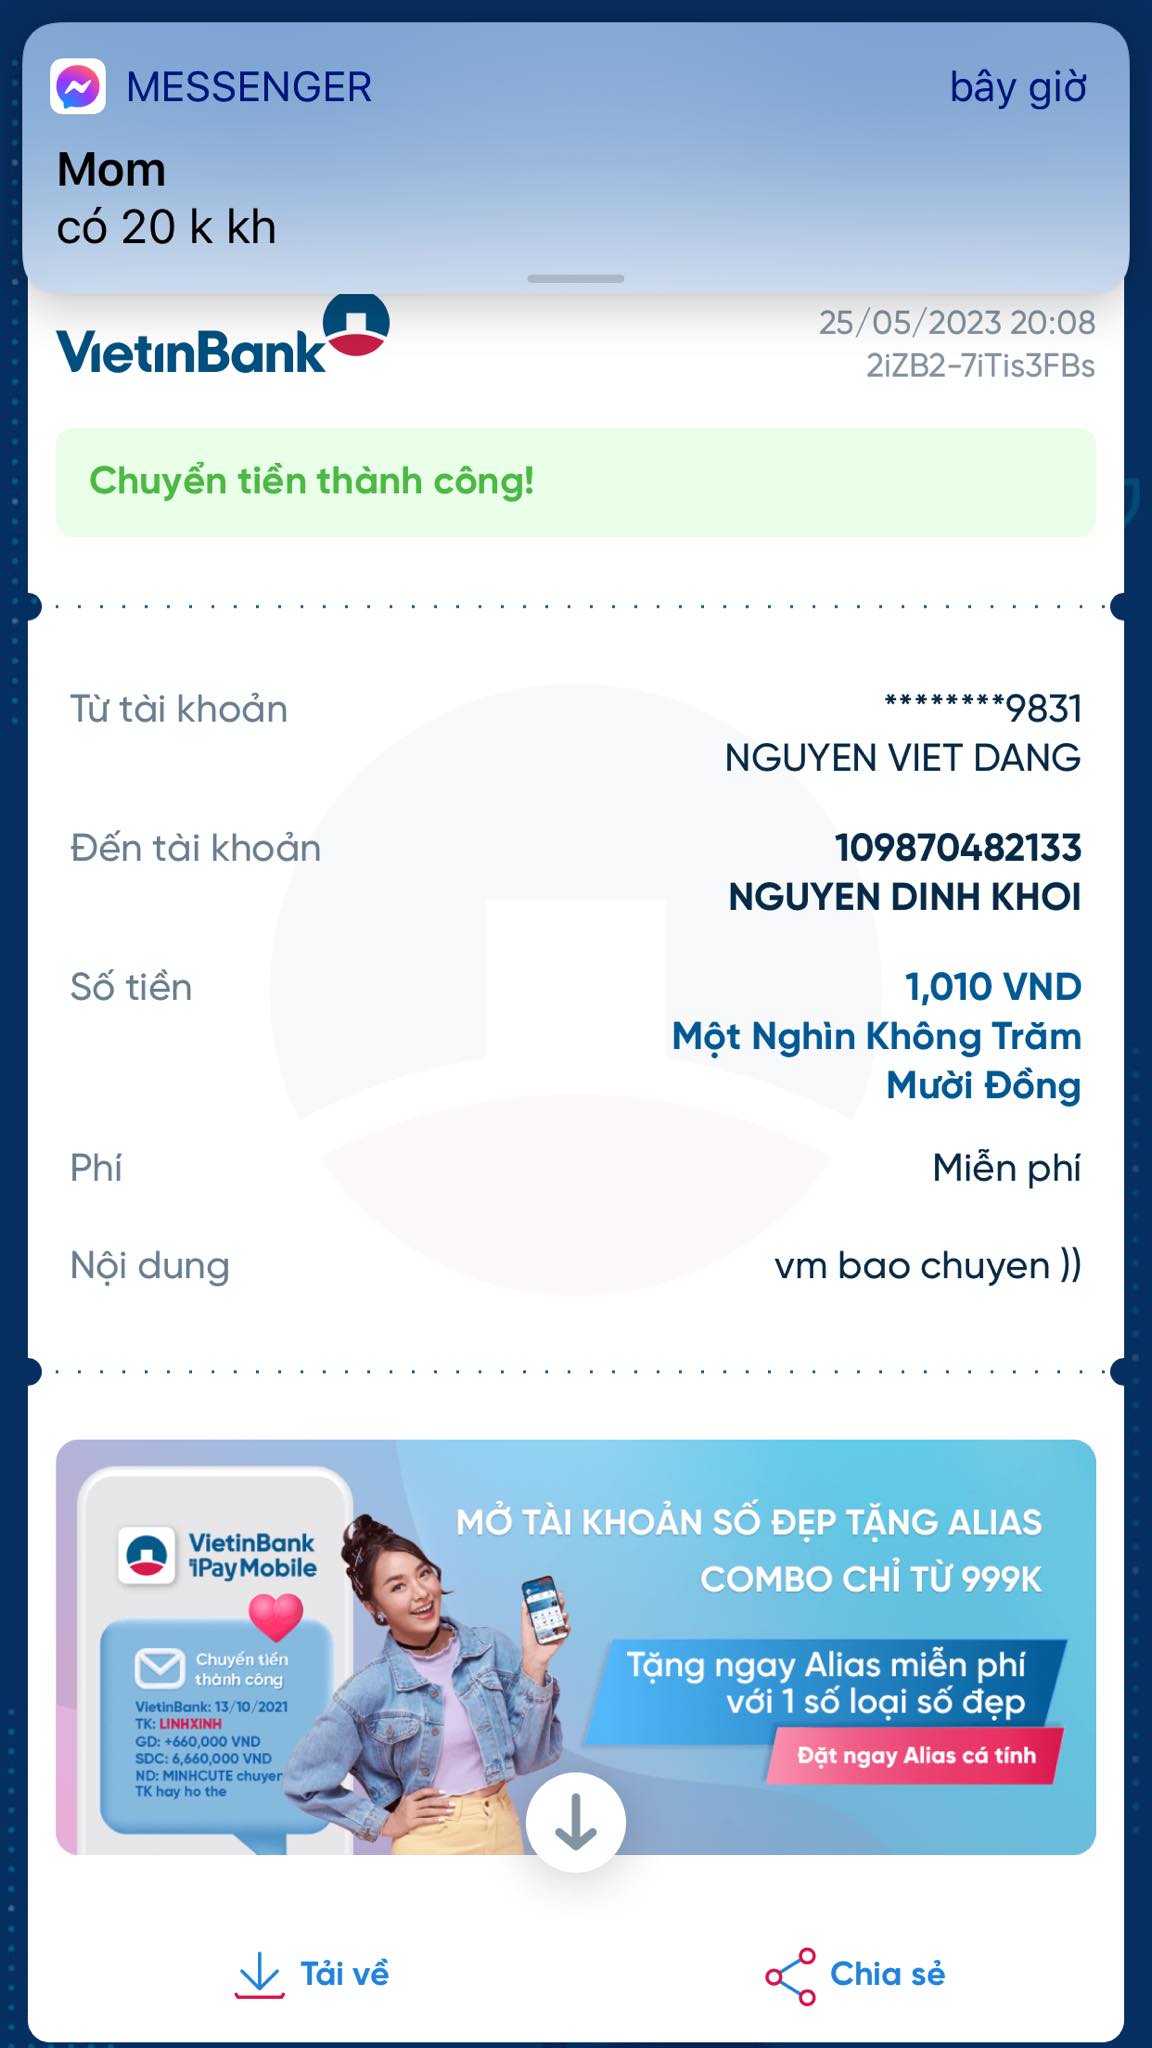 MESSENGER
bây giờ
Mom
có 20 k kh
VietinBank
25/05/2023 20:08
2iZB2-7iTis3FBs
Chuyển tiền thành công!
Từ tài khoản
********9831
NGUYEN VIET DANG
Đến tài khoản
109870482133
NGUYEN DINH KHOI
Số tiền
1,010 VND
Một Nghìn Không Trăm
Mười Đồng
Phí
Miễn phí
Nội dung
vm bao chuyen ))
VietinBank
iPay Mobile
Chuyển tiền
thành công
VietinBank: 13/10/2021
TK: LINHXINH
GD: +660,000 VND
SDC: 6,660,000 VND
ND: MINHCUTE chuyen
TK hay ho the
MỞ TÀI KHOẢN SỐ ĐẸP TẶNG ALIAS
COMBO CHỈ TỪ 999K
Tặng ngay Alias miễn phí
với 1 số loại số đẹp
Đặt ngay Alias cá tính
Tải về
Chia sẻ